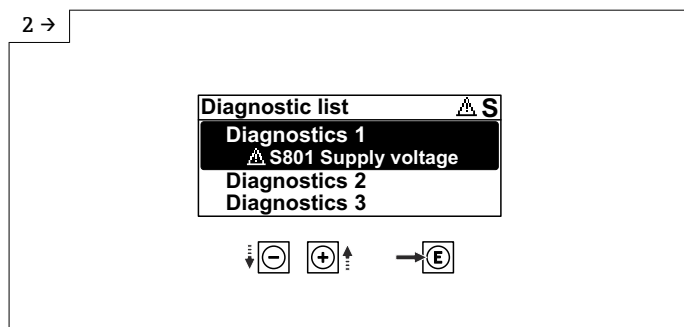 2 →
Diagnostic list ⚠ S
Diagnostics 1
⚠ S801 Supply voltage
Diagnostics 2
Diagnostics 3
− + E